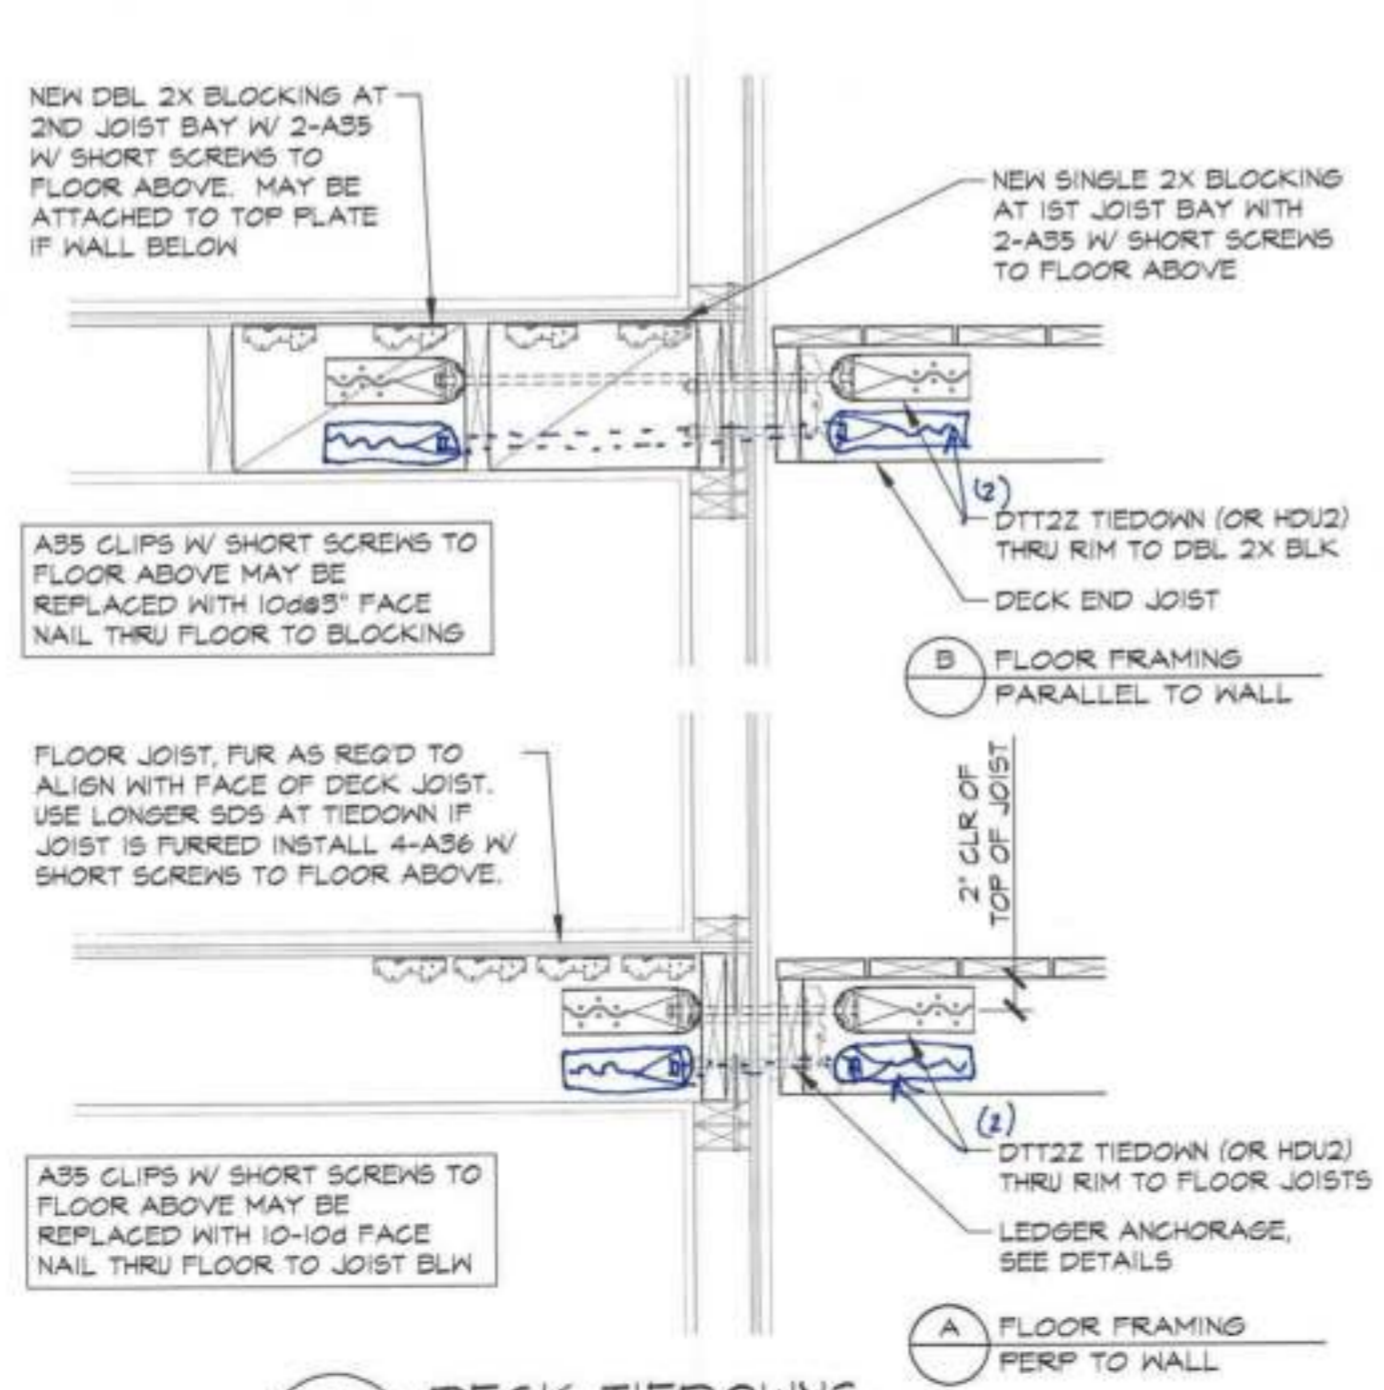 NEW DBL 2X BLOCKING AT
2ND JOIST BAY W/ 2-A35
W/ SHORT SCREWS TO
FLOOR ABOVE. MAY BE
ATTACHED TO TOP PLATE
IF WALL BELOW
NEW SINGLE 2X BLOCKING
AT 1ST JOIST BAY WITH
2-A35 W/ SHORT SCREWS
TO FLOOR ABOVE
(2)
DTT2Z TIEDOWN (OR HDU2)
THRU RIM TO DBL 2X BLK
DECK END JOIST
A35 CLIPS W/ SHORT SCREWS TO
FLOOR ABOVE MAY BE
REPLACED WITH 10d@3" FACE
NAIL THRU FLOOR TO BLOCKING
B FLOOR FRAMING
PARALLEL TO WALL
FLOOR JOIST, FUR AS REQ'D TO
ALIGN WITH FACE OF DECK JOIST.
USE LONGER SDS AT TIEDOWN IF
JOIST IS FURRED INSTALL 4-A36 W/
SHORT SCREWS TO FLOOR ABOVE.
2" CLR OF
TOP OF JOIST
(2)
DTT2Z TIEDOWN (OR HDU2)
THRU RIM TO FLOOR JOISTS
LEDGER ANCHORAGE,
SEE DETAILS
A35 CLIPS W/ SHORT SCREWS TO
FLOOR ABOVE MAY BE
REPLACED WITH 10-10d FACE
NAIL THRU FLOOR TO JOIST BLW
A FLOOR FRAMING
PERP TO WALL
DECK TIEDOWNS